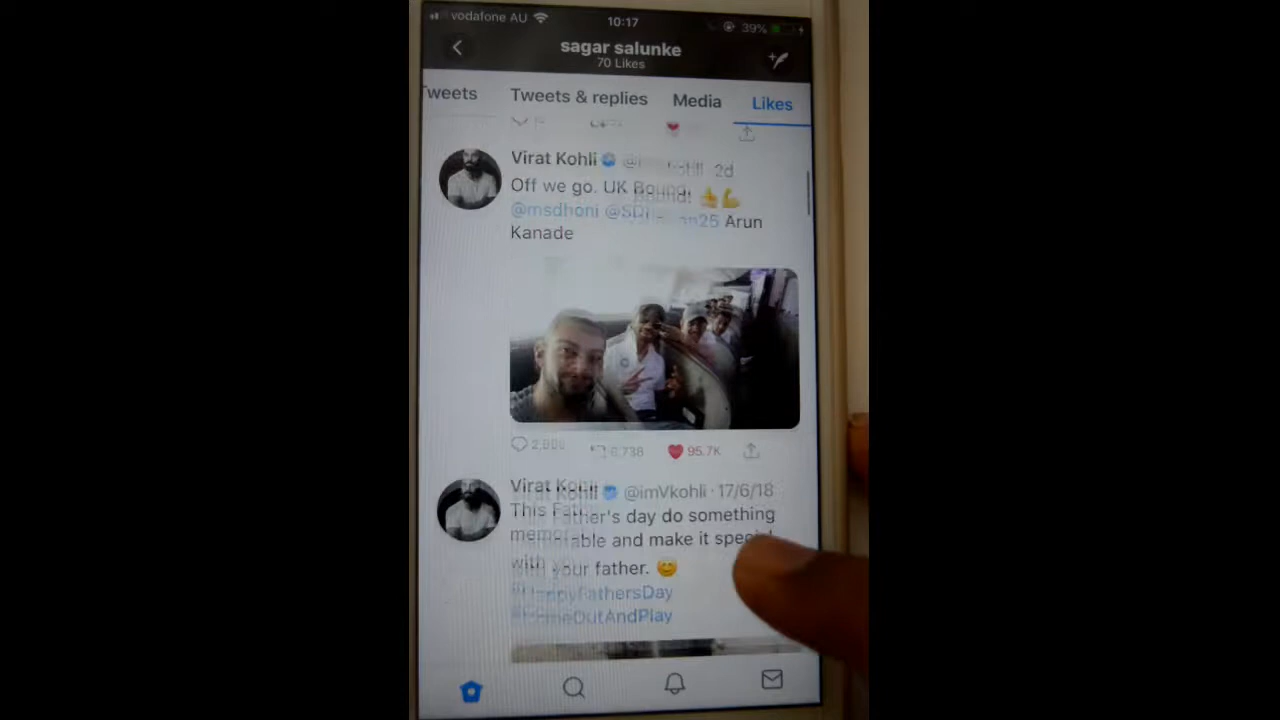 vodafone AU
10:17
39%
sagar salunke
70 Likes
Tweets
Tweets & replies
Media
Likes
Virat Kohli 2d
Off we go. UK Bound!
@msdhoni Arun
Kanade
95.7K
Virat Kohli @imVkohli · 17/6/18
This Father's day do something
memorable and make it special
with your father. 😊
#HappyFathersDay
#ComeOutAndPlay